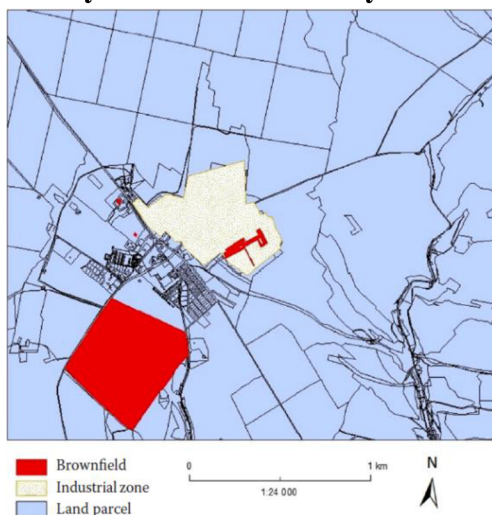 Brownfield
Industrial zone
Land parcel
0 1 km
1:24 000
N